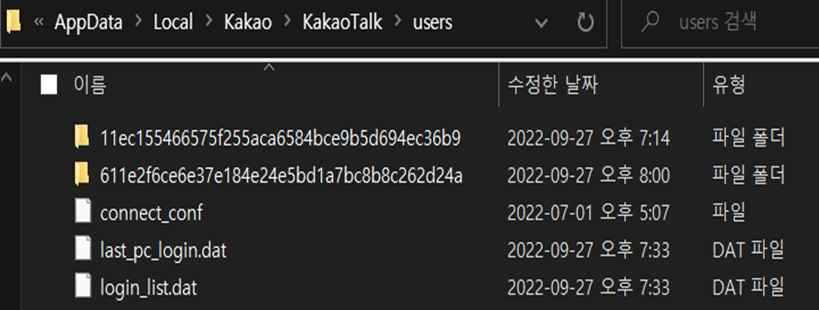 « AppData > Local > Kakao > KakaoTalk > users users 검색
이름 수정한 날짜 유형
11ec155466575f255aca6584bce9b5d694ec36b9 2022-09-27 오후 7:14 파일 폴더
611e2f6ce6e37e184e24e5bd1a7bc8b8c262d24a 2022-09-27 오후 8:00 파일 폴더
connect_conf 2022-07-01 오후 5:07 파일
last_pc_login.dat 2022-09-27 오후 7:33 DAT 파일
login_list.dat 2022-09-27 오후 7:33 DAT 파일